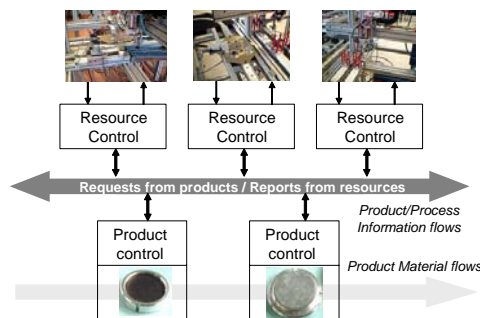 Resource
Control
Resource
Control
Resource
Control
Requests from products / Reports from resources
Product/Process
Information flows
Product
control
Product
control
Product Material flows